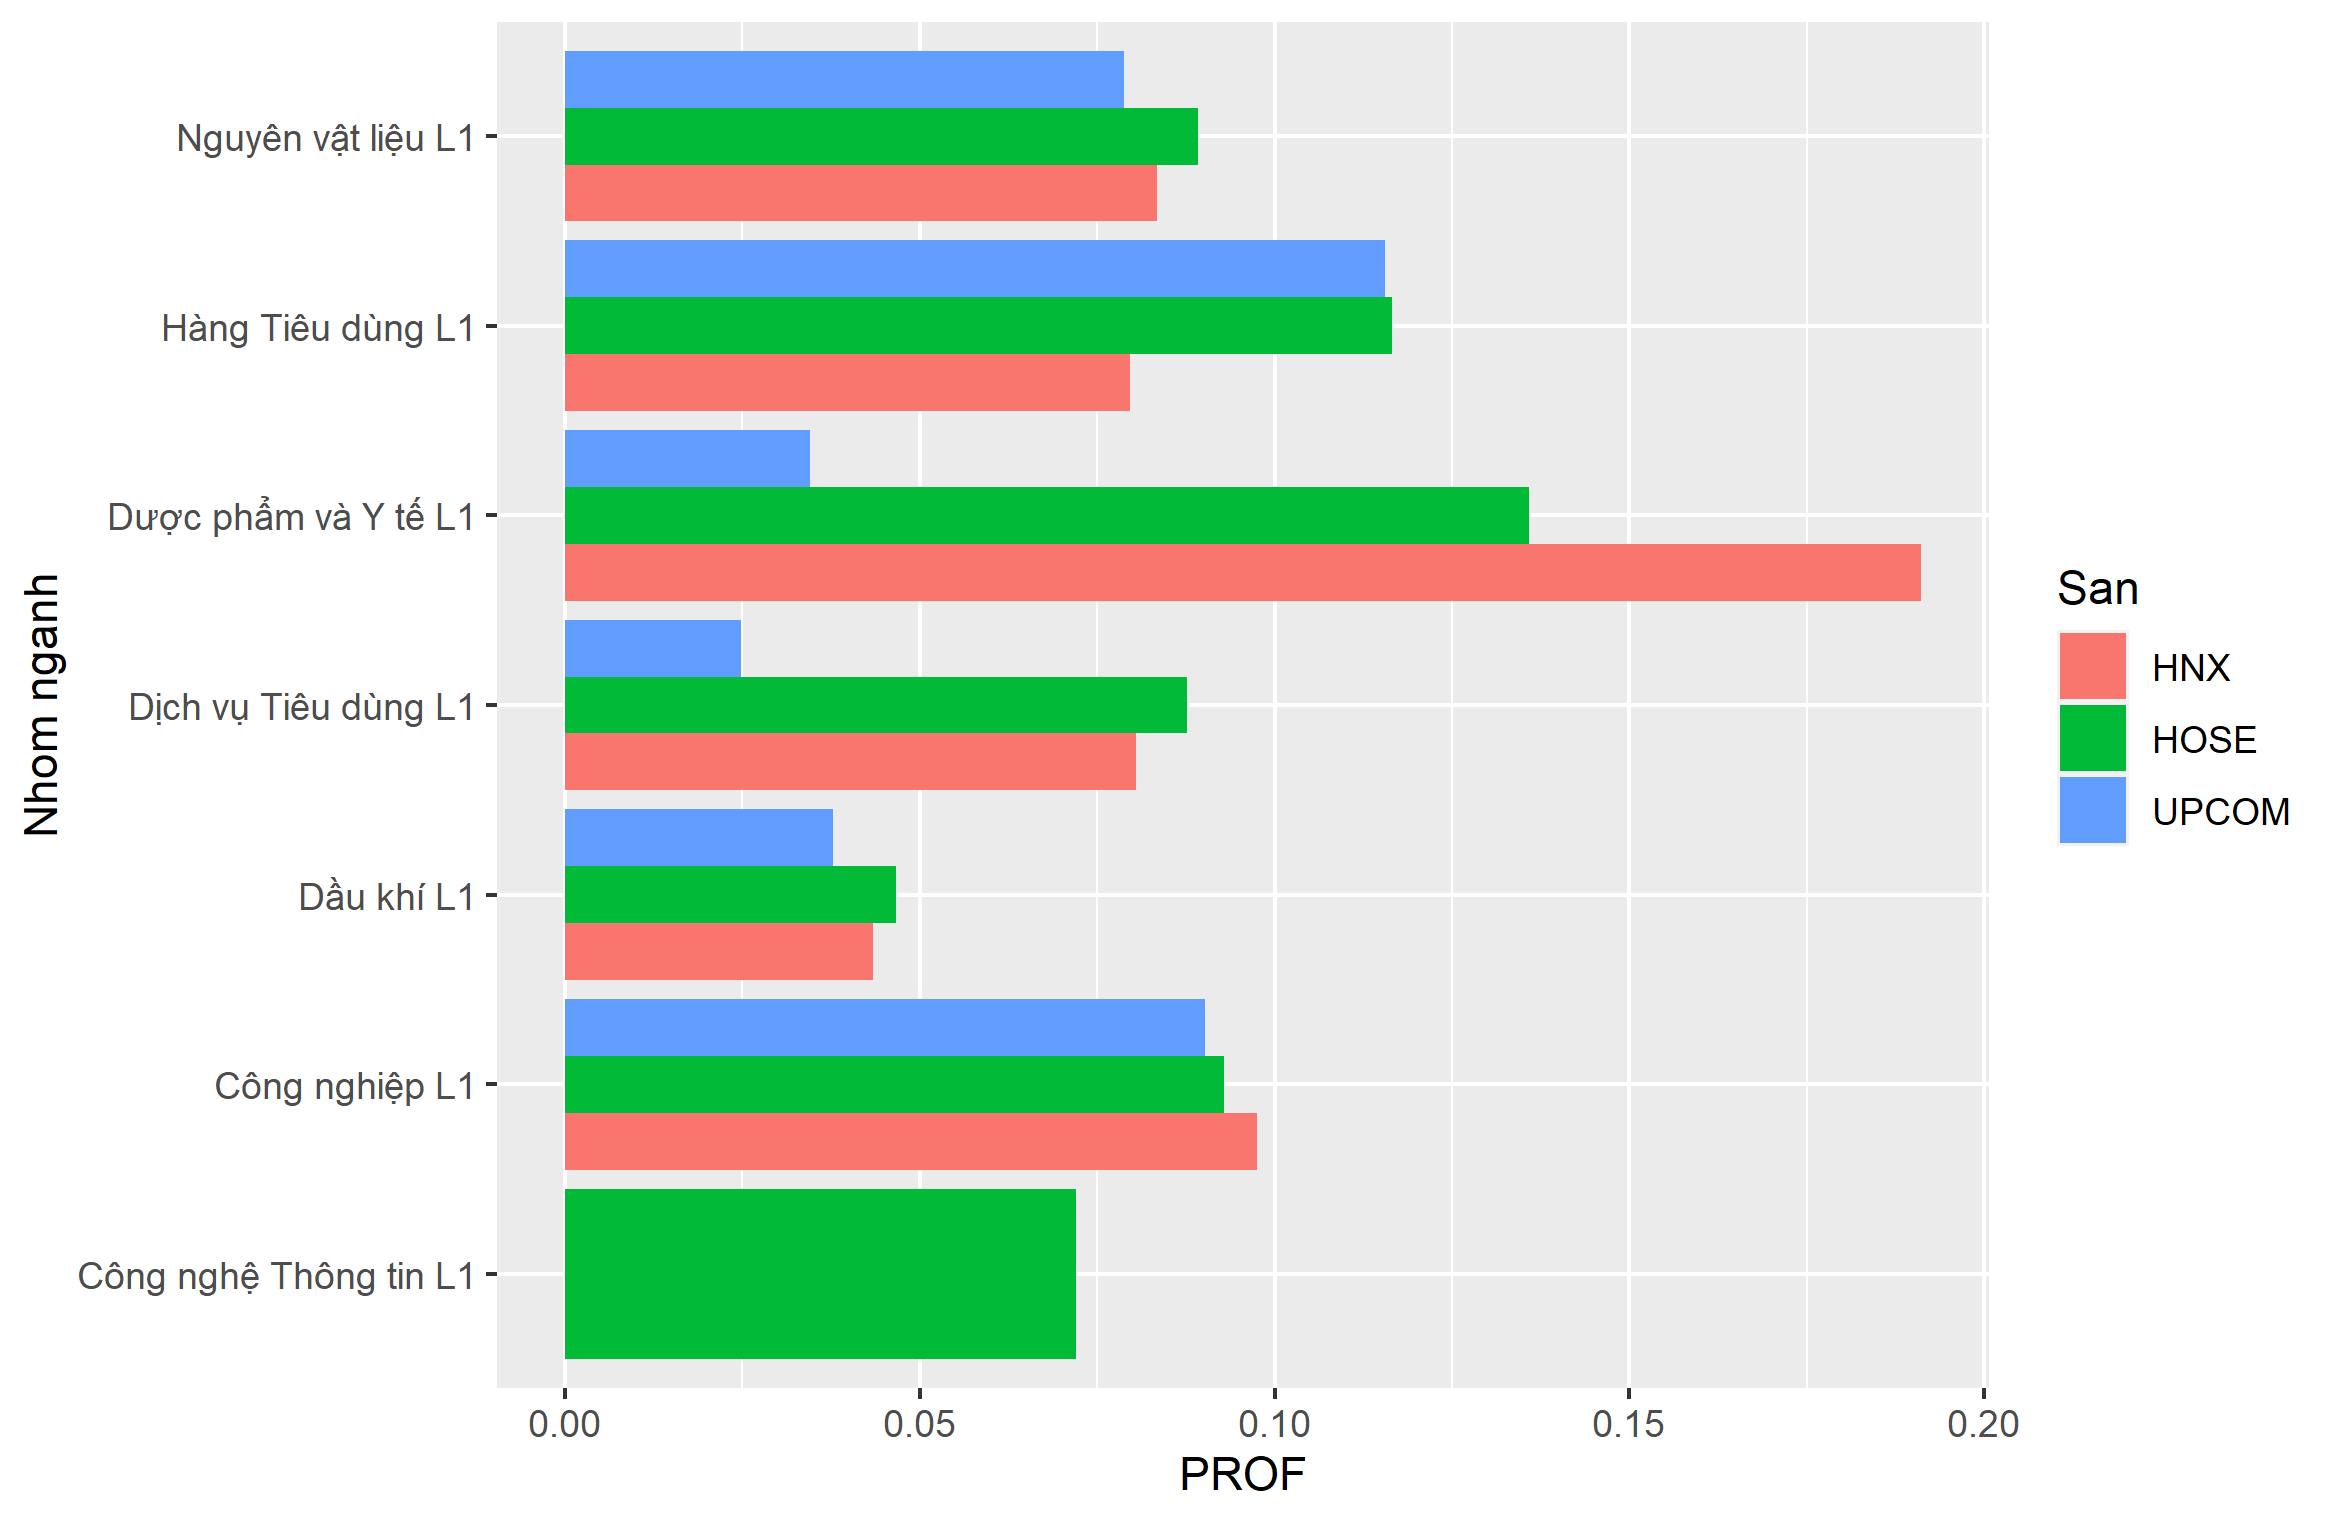 Nguyên vật liệu L1
Hàng Tiêu dùng L1
Dược phẩm và Y tế L1
Dịch vụ Tiêu dùng L1
Dầu khí L1
Công nghiệp L1
Công nghệ Thông tin L1
Nhom nganh
0.00 0.05 0.10 0.15 0.20
PROF
San
HNX
HOSE
UPCOM